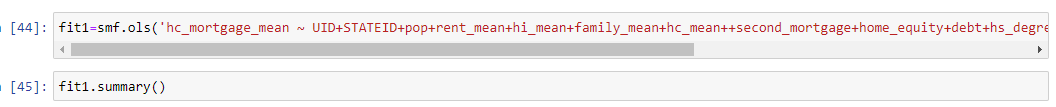 [44]: fit1=smf.ols('hc_mortgage_mean ~ UID+STATEID+pop+rent_mean+hi_mean+family_mean+hc_mean++second_mortgage+home_equity+debt+hs_degre
[45]: fit1.summary()